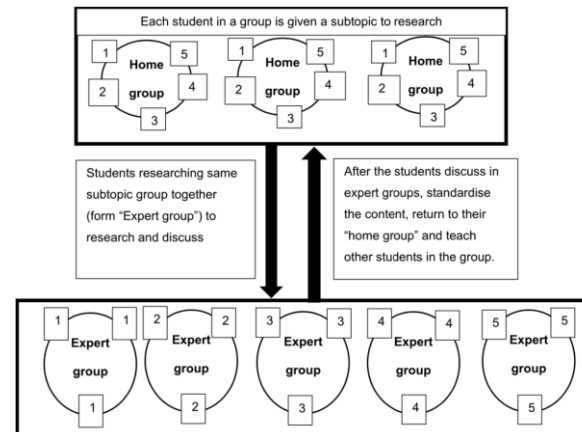 Each student in a group is given a subtopic to research
1 5 1 5 1 5
Home Home Home
2 group 4 2 group 4 2 group 4
3 3 3
Students researching same
subtopic group together
(form “Expert group”) to
research and discuss
After the students discuss in
expert groups, standardise
the content, return to their
“home group” and teach
other students in the group.
1 1 2 2 3 3 4 4 5 5
Expert Expert Expert Expert Expert
group group group group group
1 2 3 4 5